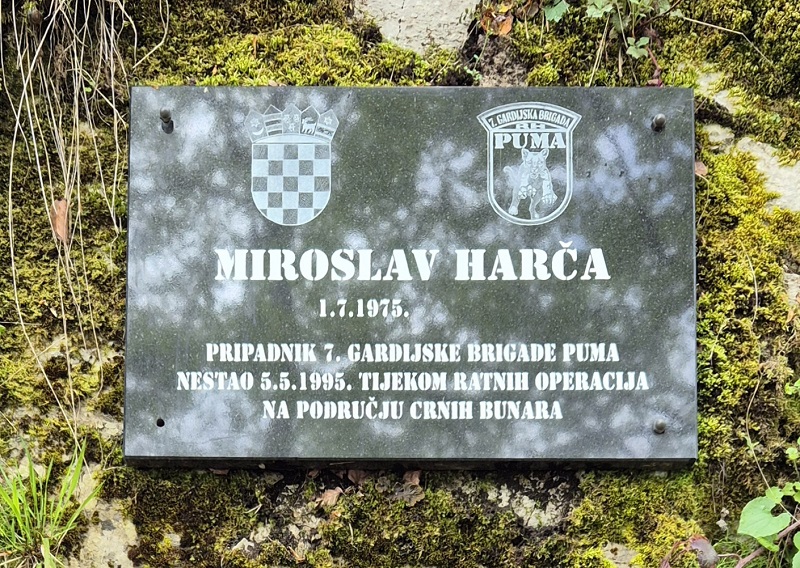 7. GARDIJSKA BRIGADA
RH
PUMA
MIROSLAV HARČA
1.7.1975.
PRIPADNIK 7. GARDIJSKE BRIGADE PUMA
NESTAO 5.5.1995. TIJEKOM RATNIH OPERACIJA
NA PODRUČJU CRNIH BUNARA